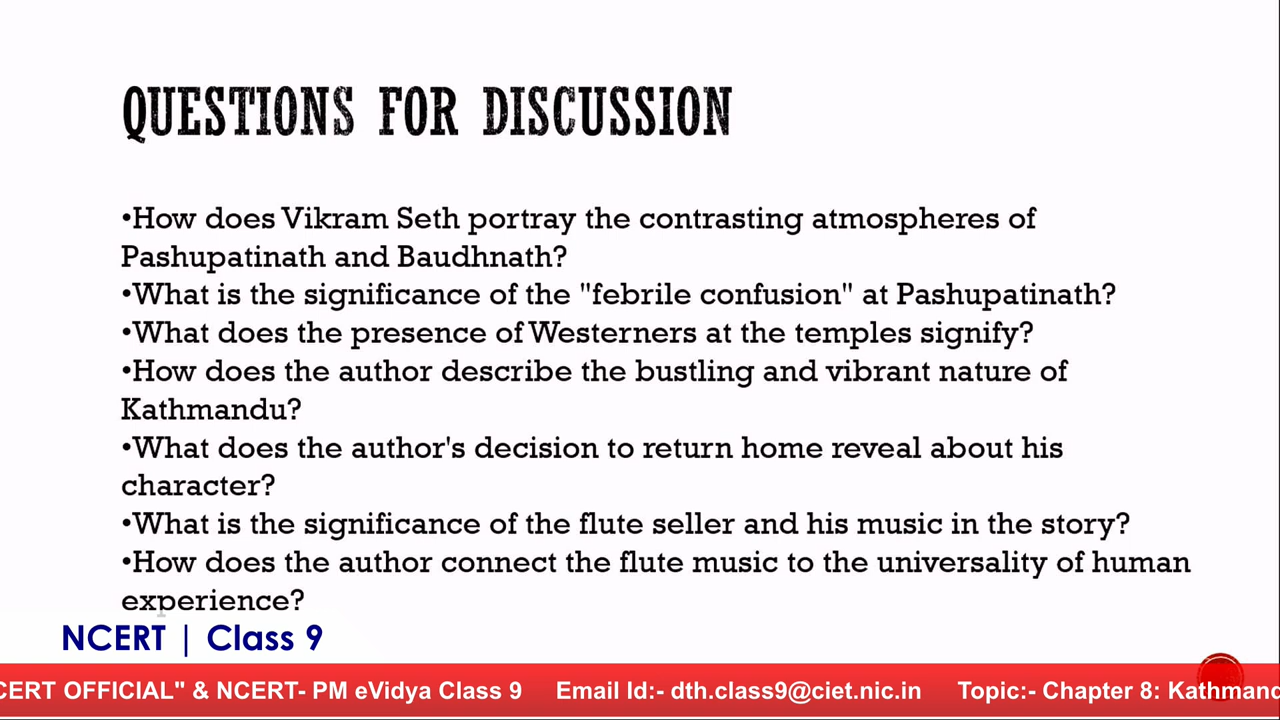 QUESTIONS FOR DISCUSSION
•How does Vikram Seth portray the contrasting atmospheres of
Pashupatinath and Baudhnath?
•What is the significance of the "febrile confusion" at Pashupatinath?
•What does the presence of Westerners at the temples signify?
•How does the author describe the bustling and vibrant nature of
Kathmandu?
•What does the author's decision to return home reveal about his
character?
•What is the significance of the flute seller and his music in the story?
•How does the author connect the flute music to the universality of human
experience?
NCERT | Class 9
CERT OFFICIAL" & NCERT- PM eVidya Class 9 Email Id:- dth.class9@ciet.nic.in Topic:- Chapter 8: Kathmand